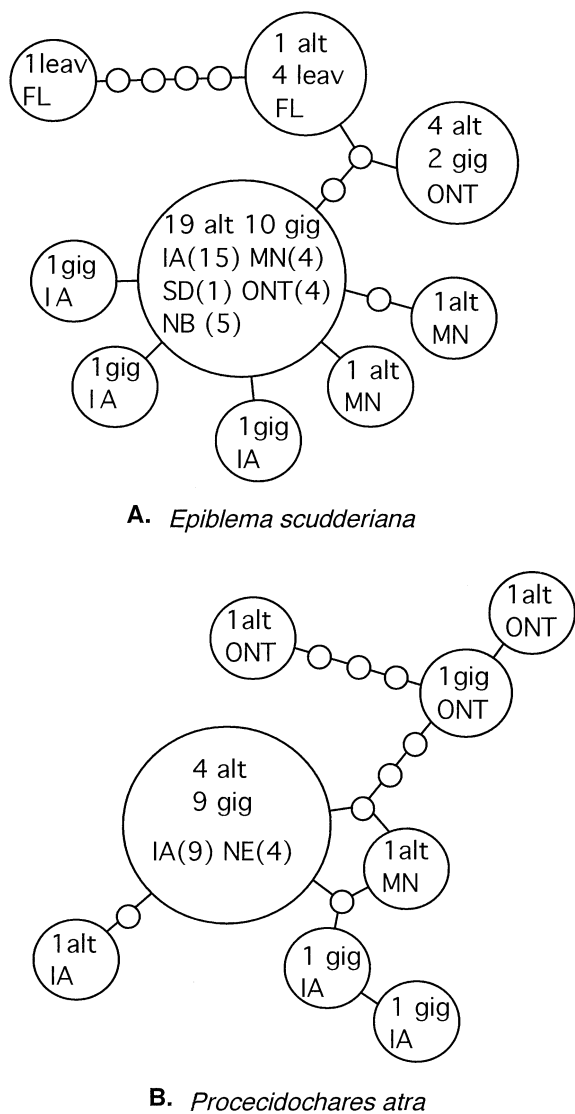 1leav
FL
1 alt
4 leav
FL
4 alt
2 gig
ONT
19 alt 10 gig
IA(15) MN(4)
SD(1) ONT(4)
NB (5)
1gig
IA
1alt
MN
1gig
IA
1 alt
MN
1gig
IA
A. Epiblema scudderiana
1alt
ONT
1alt
ONT
1gig
ONT
4 alt
9 gig
IA(9) NE(4)
1alt
MN
1alt
IA
1 gig
IA
1 gig
IA
B. Procecidochares atra